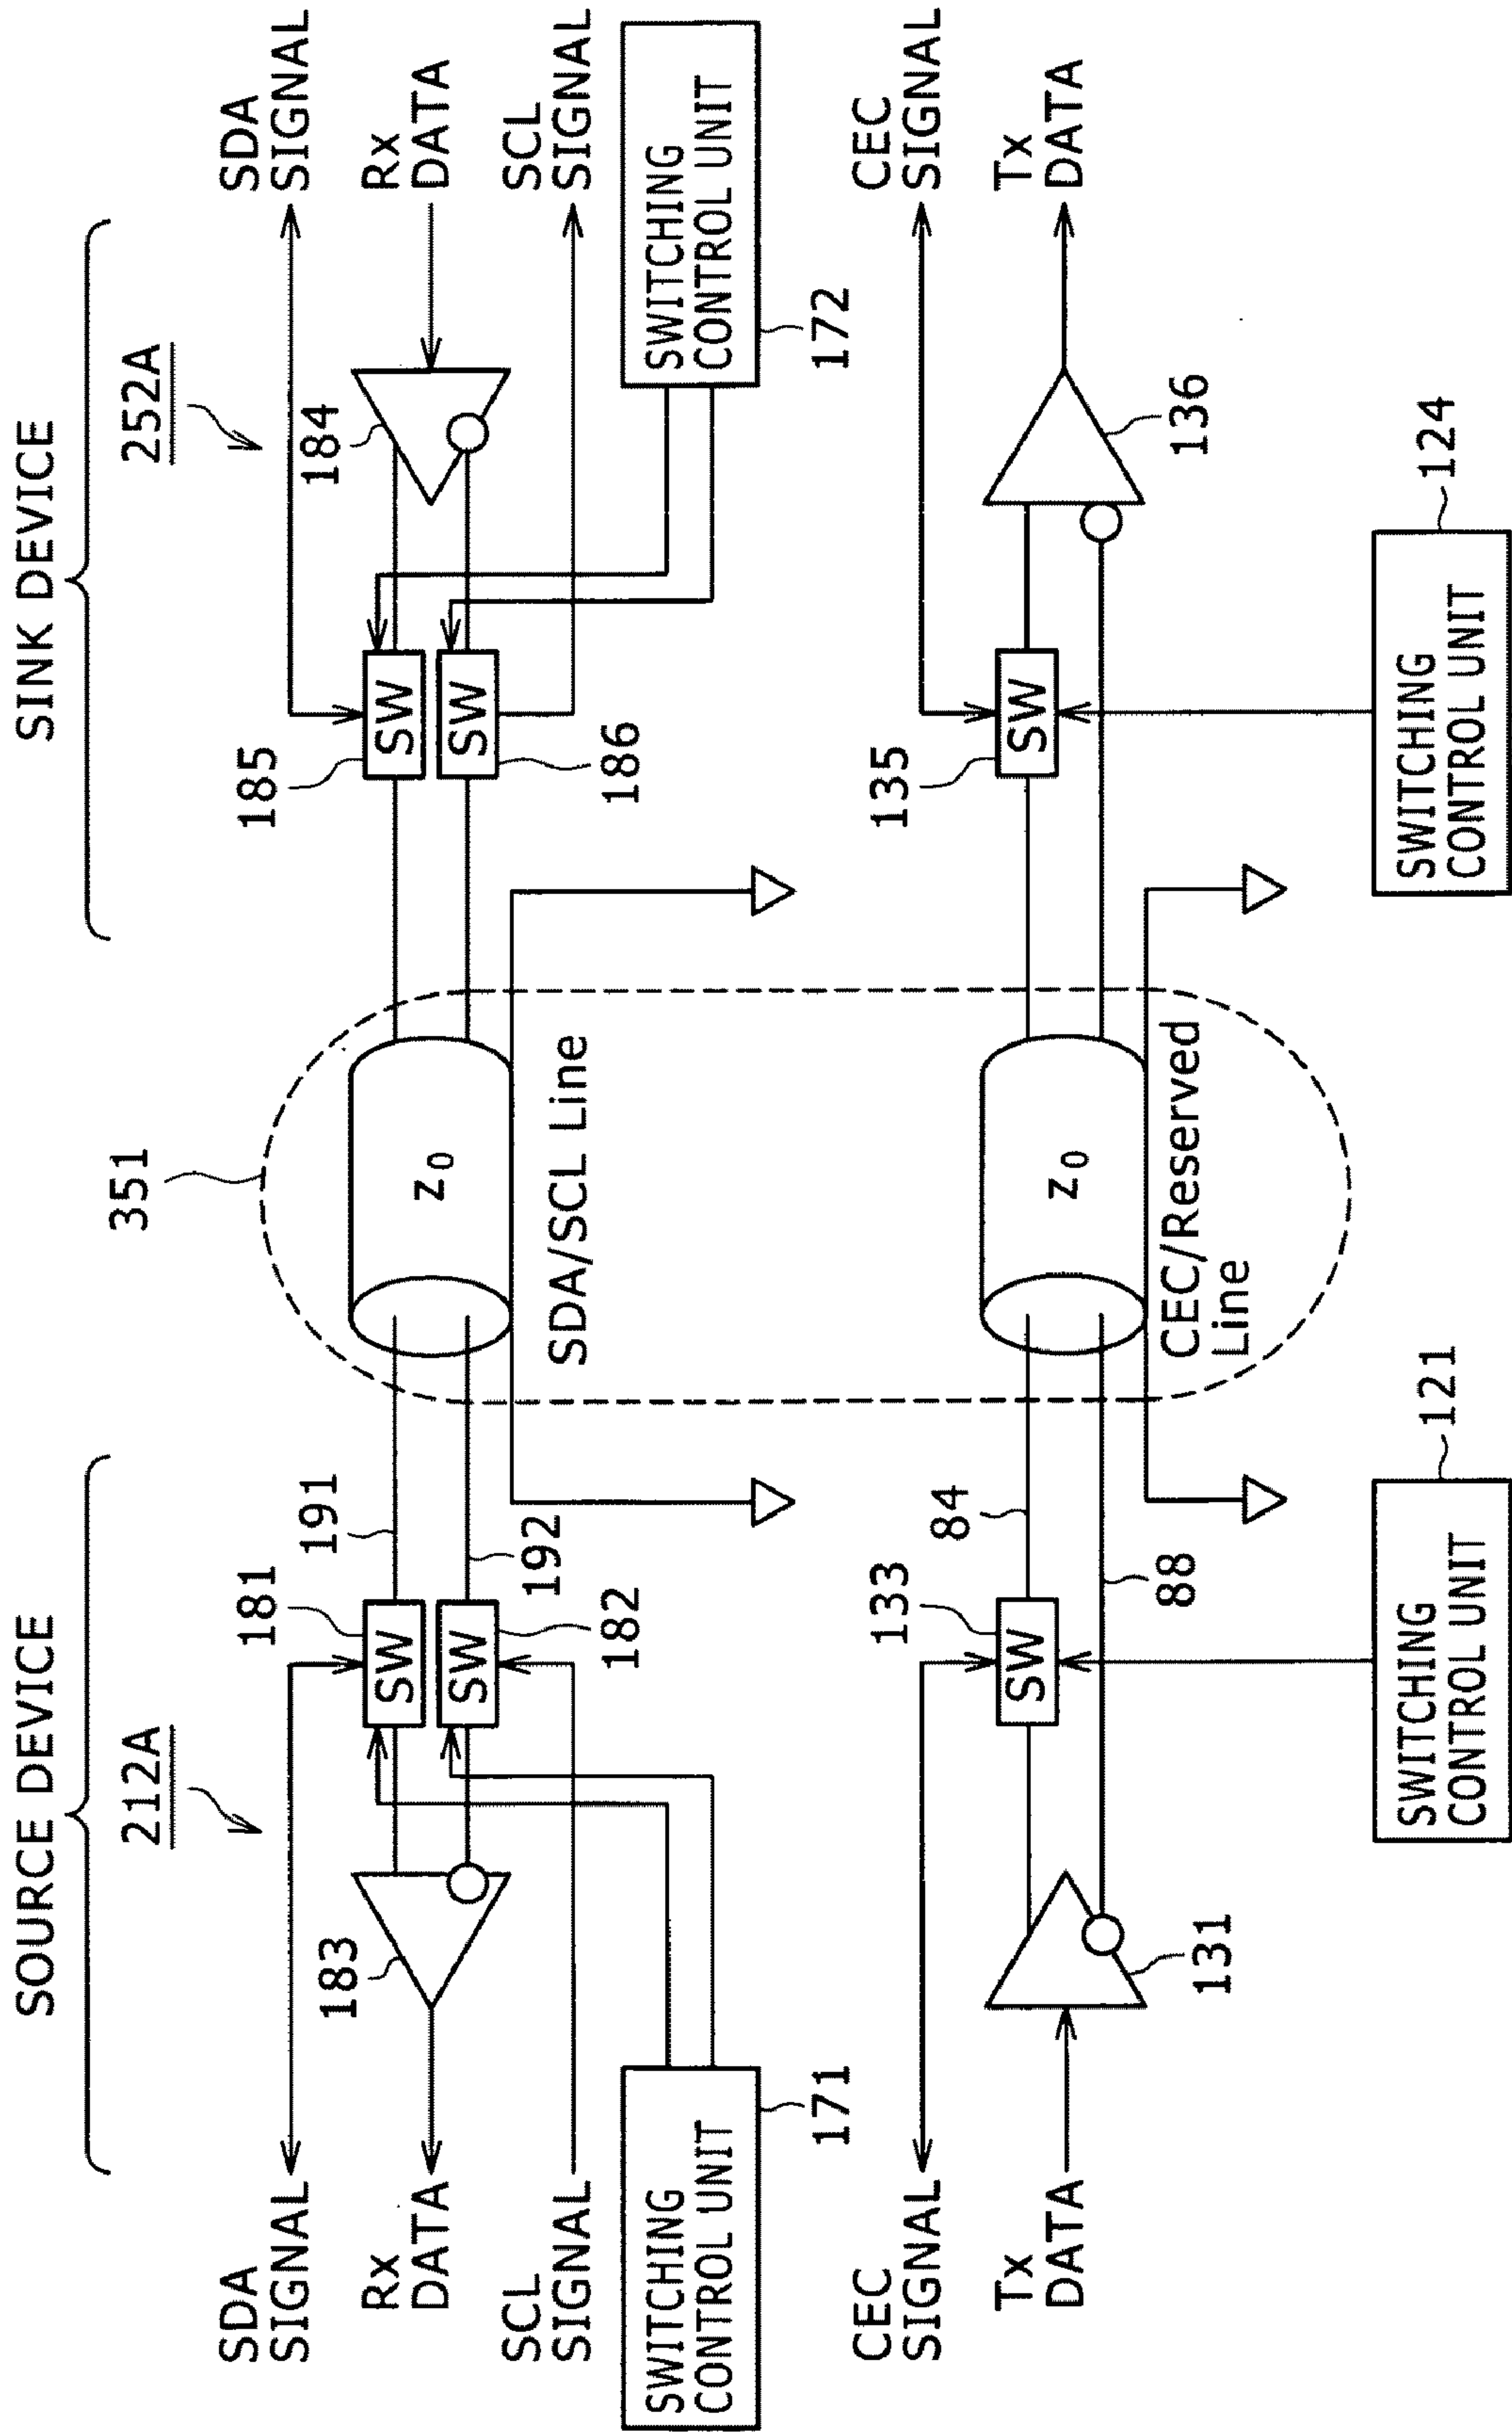 SOURCE DEVICE
SINK DEVICE
212A
351
252A
SDA
SIGNAL
181
191
185
184
SDA
SIGNAL
Rx
DATA
183
SW
SW
Z0
SW
SW
Rx
DATA
SCL
SIGNAL
182
192
SDA/SCL Line
186
SCL
SIGNAL
SWITCHING
CONTROL UNIT
171
SWITCHING
CONTROL UNIT
172
CEC
SIGNAL
133
84
135
CEC
SIGNAL
Tx
DATA
131
SW
88
Z0
CEC/Reserved
Line
SW
136
Tx
DATA
SWITCHING
CONTROL UNIT
121
SWITCHING
CONTROL UNIT
124